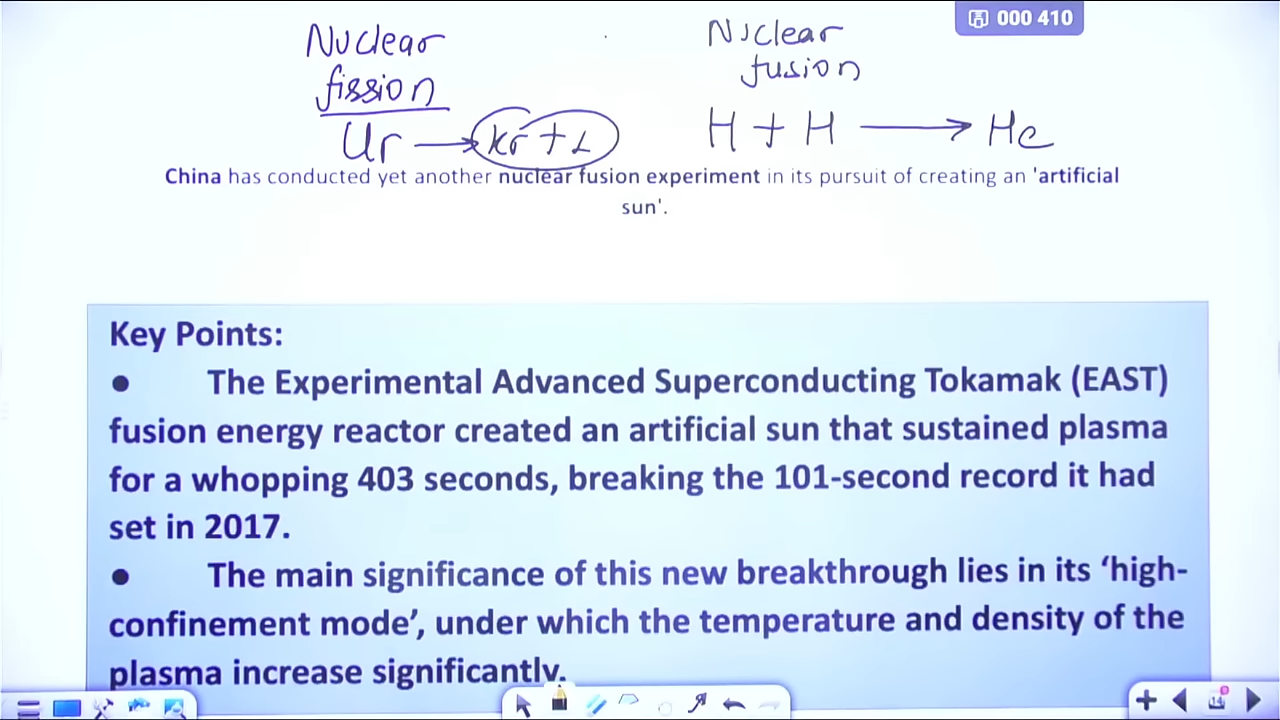 000 410
Nuclear
fission
Nuclear
fusion
Ur → Kr +
H + H → He
China has conducted yet another nuclear fusion experiment in its pursuit of creating an 'artificial
sun'.
Key Points:
● The Experimental Advanced Superconducting Tokamak (EAST)
fusion energy reactor created an artificial sun that sustained plasma
for a whopping 403 seconds, breaking the 101-second record it had
set in 2017.
● The main significance of this new breakthrough lies in its ‘high-
confinement mode’, under which the temperature and density of the
plasma increase significantly.
14